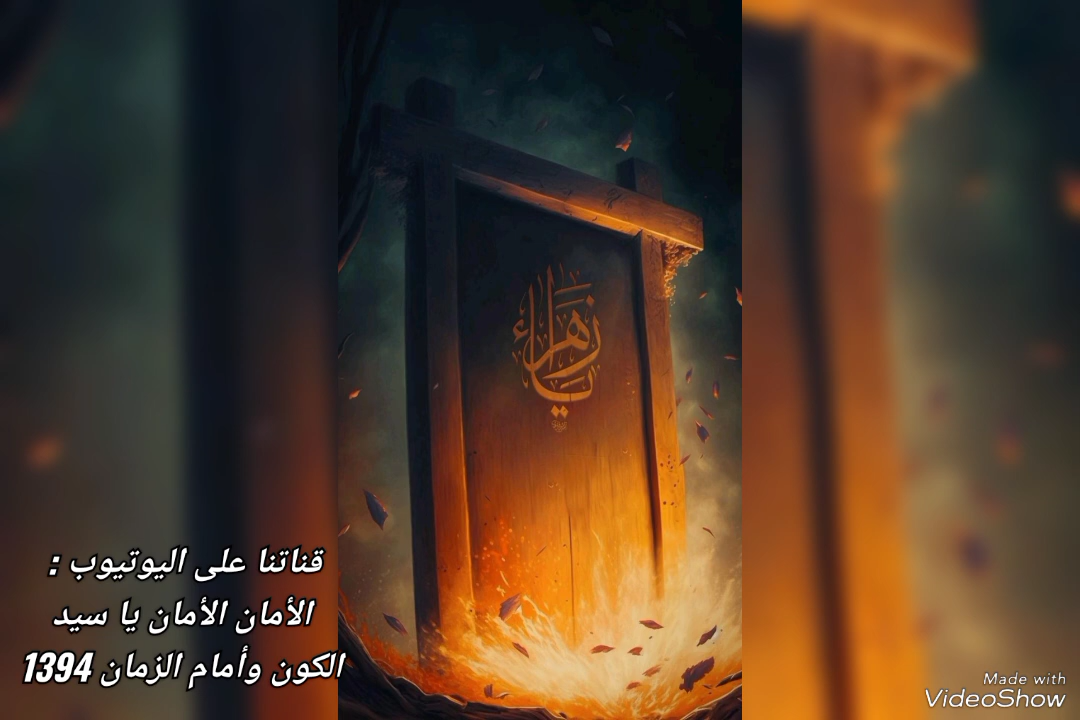 يا زهراء
قناتنا على اليوتيوب :
الأمان الأمان يا سيد
الكون وأمام الزمان 1394
Made with
VideoShow